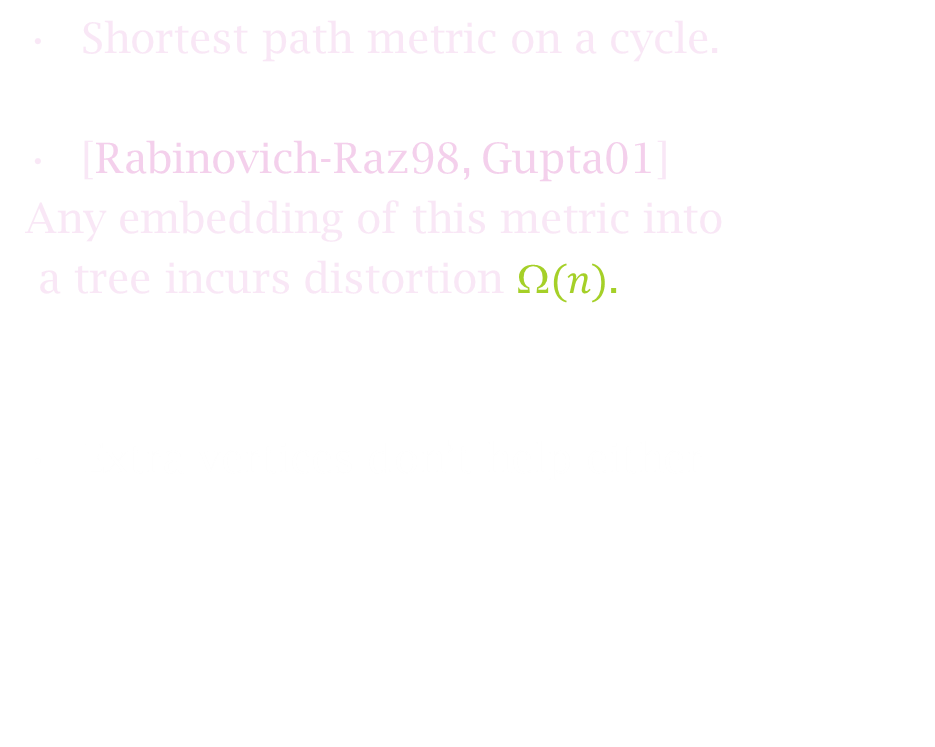 · Shortest path metric on a cycle.
· [Rabinovich-Raz98, Gupta01]
Any embedding of this metric into
a tree incurs distortion Ω(n).